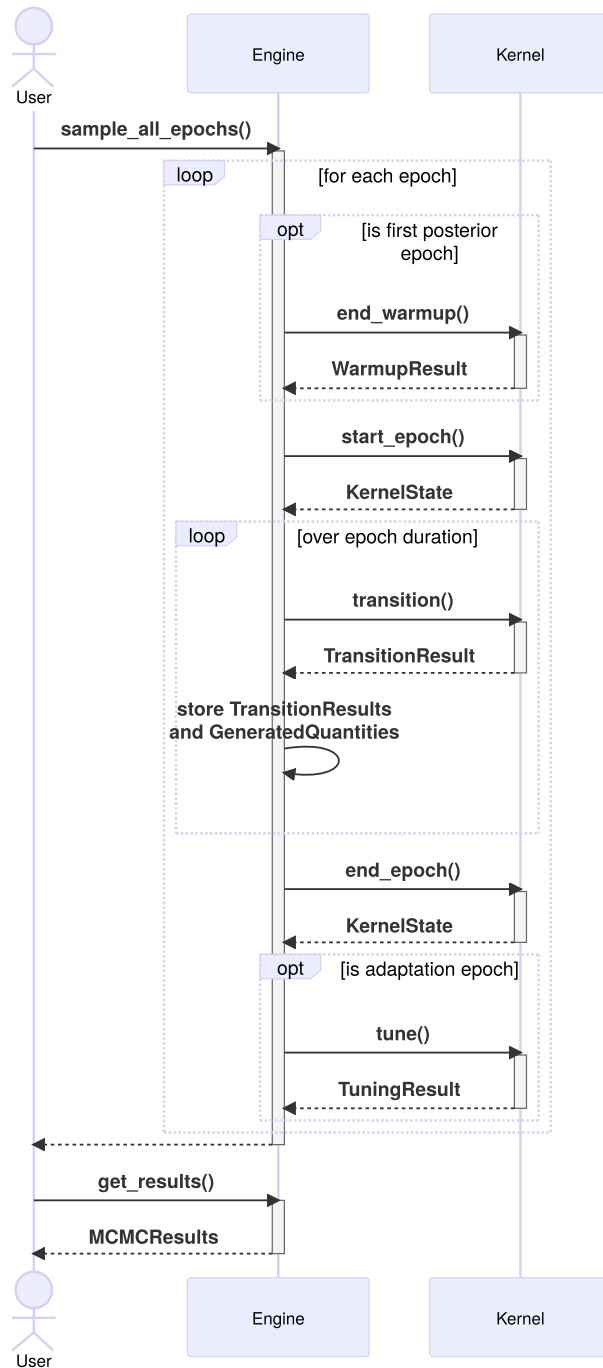 Engine
Kernel
User
sample_all_epochs()
loop
[for each epoch]
opt
[is first posterior
epoch]
end_warmup()
WarmupResult
start_epoch()
KernelState
loop
[over epoch duration]
transition()
TransitionResult
store TransitionResults
and GeneratedQuantities
end_epoch()
KernelState
opt
[is adaptation epoch]
tune()
TuningResult
get_results()
MCMCResults
Engine
Kernel
User